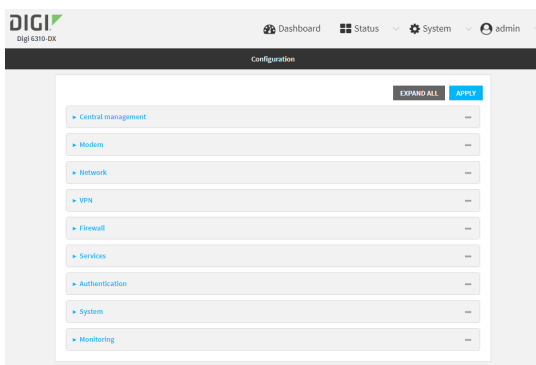 DIGI
Digi 6310-DX
Dashboard Status System admin
Configuration
EXPAND ALL APPLY
Central management
Modem
Network
VPN
Firewall
Services
Authentication
System
Monitoring